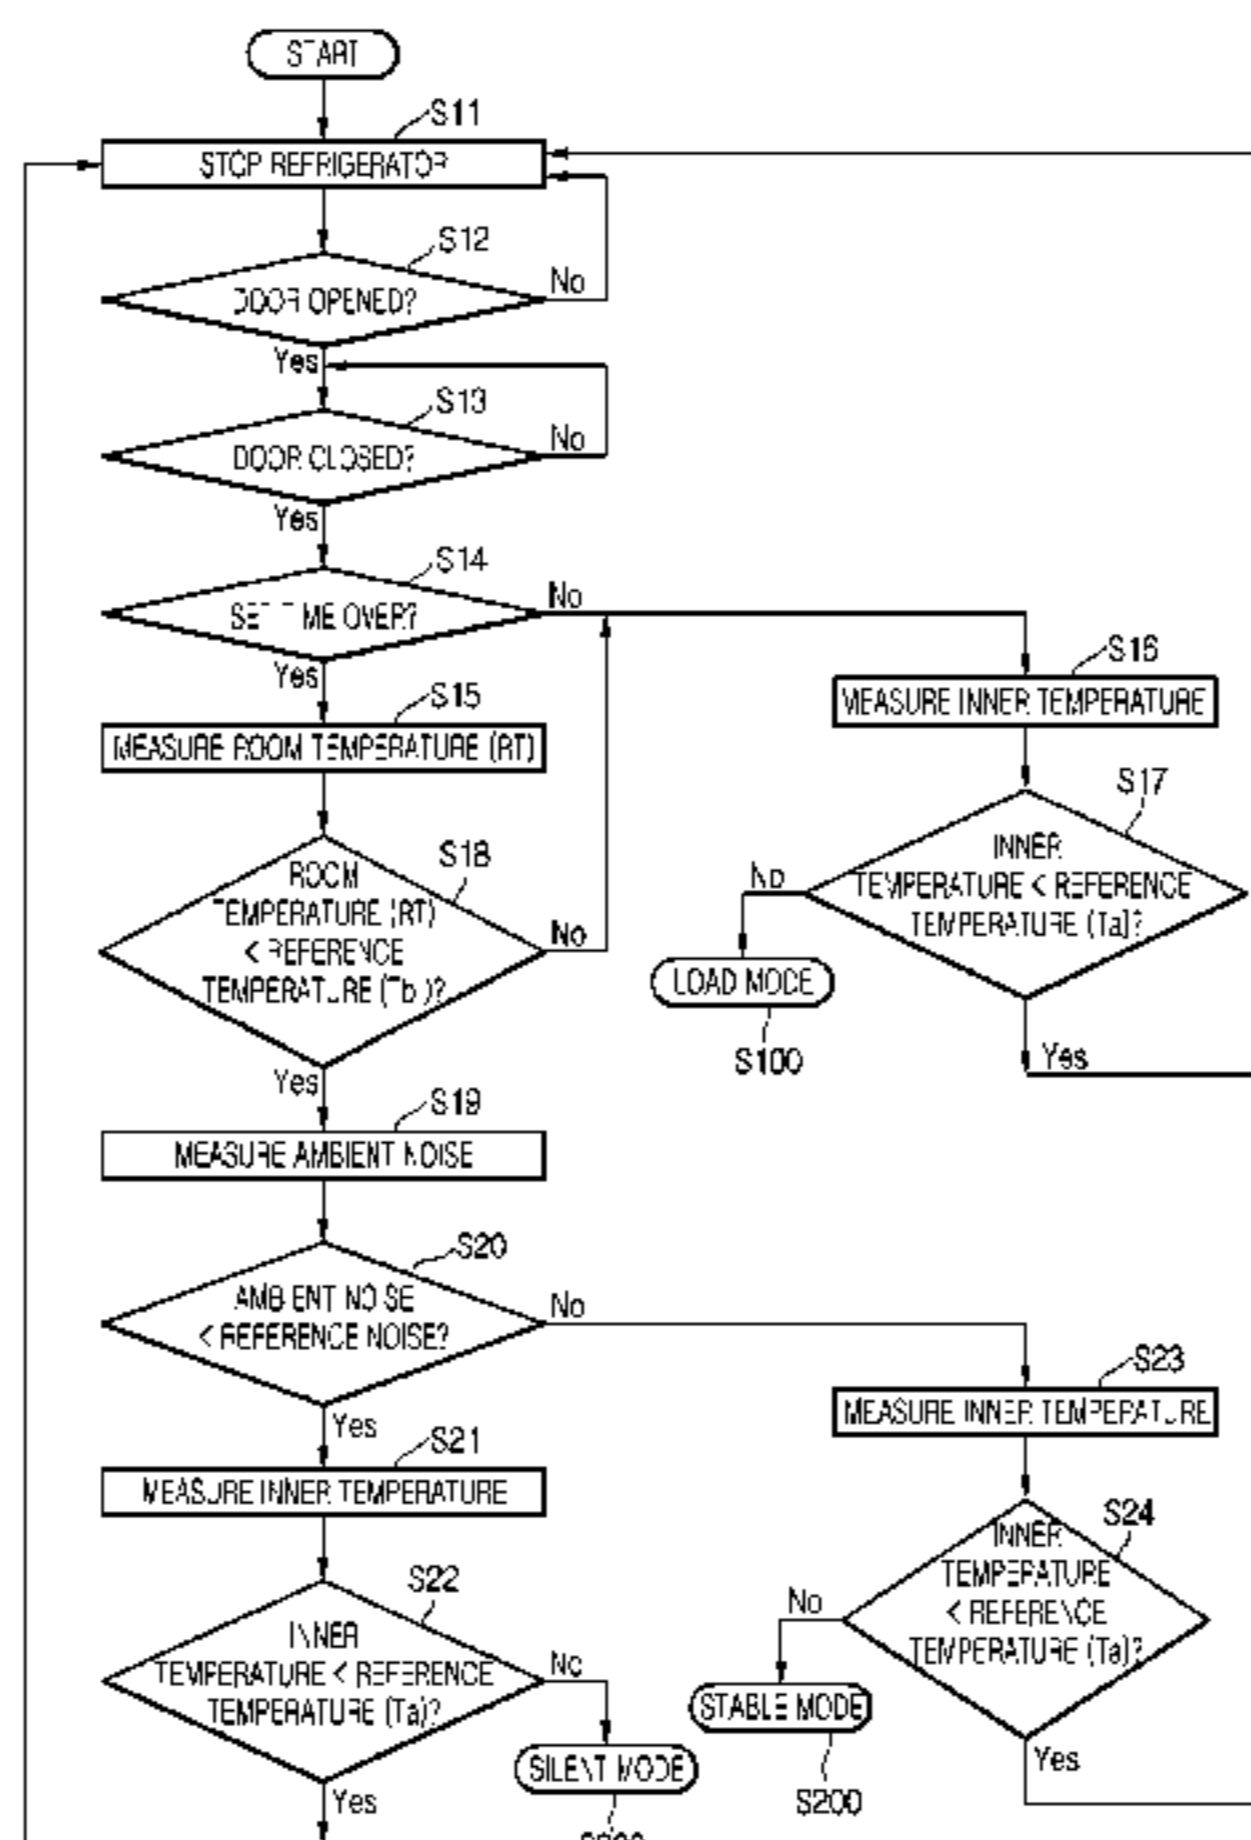 START
S11
STOP REFRIGERATOR
S12
DOOR OPENED?
No
Yes
S13
DOOR CLOSED?
No
Yes
S14
SET TIME OVER?
No
Yes
S15
MEASURE ROOM TEMPERATURE (RT)
S16
MEASURE INNER TEMPERATURE
S17
INNER
TEMPERATURE < REFERENCE
TEMPERATURE (Ta)?
No
LOAD MODE
S100
Yes
S18
ROOM
TEMPERATURE (RT)
< REFERENCE
TEMPERATURE (Tb)?
No
Yes
S19
MEASURE AMBIENT NOISE
S20
AMBIENT NOISE
< REFERENCE NOISE?
No
Yes
S21
MEASURE INNER TEMPERATURE
S22
INNER
TEMPERATURE < REFERENCE
TEMPERATURE (Ta)?
No
SILENT MODE
Yes
S23
MEASURE INNER TEMPERATURE
S24
INNER
TEMPERATURE
< REFERENCE
TEMPERATURE (Ta)?
No
STABLE MODE
S200
Yes